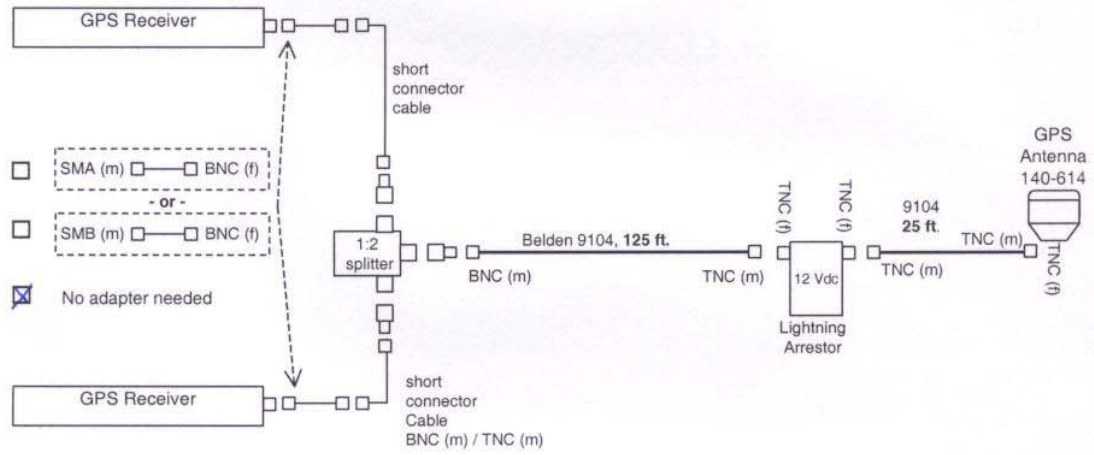 GPS Receiver
short
connector
cable
SMA (m) BNC (f)
- or -
SMB (m) BNC (f)
No adapter needed
1:2
splitter
Belden 9104, 125 ft.
BNC (m)
TNC (m)
TNC (f)
TNC (f)
12 Vdc
Lightning
Arrestor
9104
25 ft.
TNC (m)
TNC (m)
GPS
Antenna
140-614
TNC (f)
GPS Receiver
short
connector
Cable
BNC (m) / TNC (m)